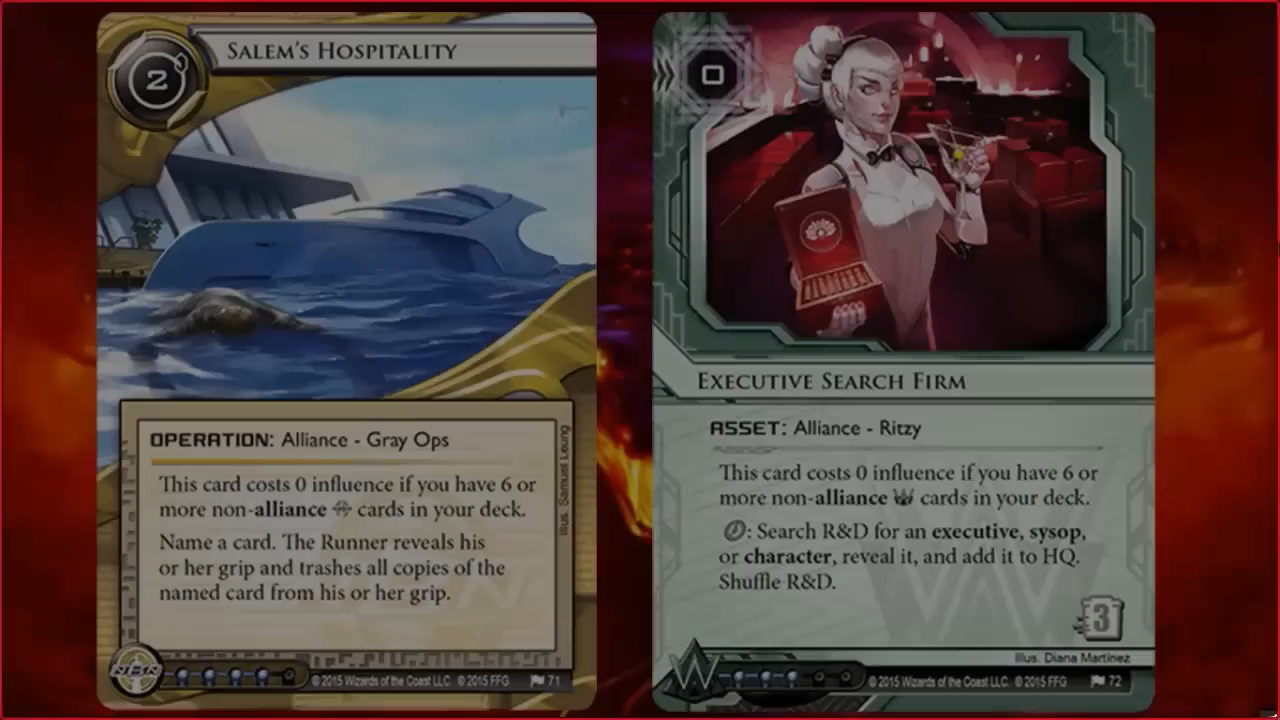 2
SALEM'S HOSPITALITY
OPERATION: Alliance - Gray Ops
This card costs 0 influence if you have 6 or
more non-alliance cards in your deck.
Name a card. The Runner reveals his
or her grip and trashes all copies of the
named card from his or her grip.
Illus. Samuel Leung
NBN
© 2015 Wizards of the Coast LLC. © 2015 FFG
71
0
EXECUTIVE SEARCH FIRM
ASSET: Alliance - Ritzy
This card costs 0 influence if you have 6 or
more non-alliance cards in your deck.
: Search R&D for an executive, sysop,
or character, reveal it, and add it to HQ.
Shuffle R&D.
3
Illus. Diana Martinez
© 2015 Wizards of the Coast LLC. © 2015 FFG
72